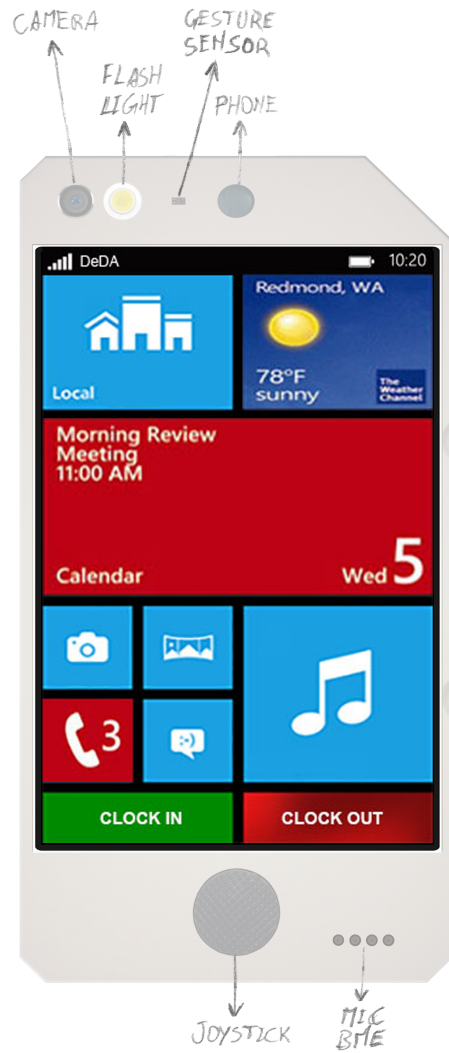 CAMERA
GESTURE
SENSOR
FLASH
LIGHT
PHONE
DeDA
10:20
Local
Redmond, WA
78°F
sunny
The
Weather
Channel
Morning Review
Meeting
11:00 AM
Calendar
Wed 5
3
:-)
CLOCK IN
CLOCK OUT
JOYSTICK
MIC
BME